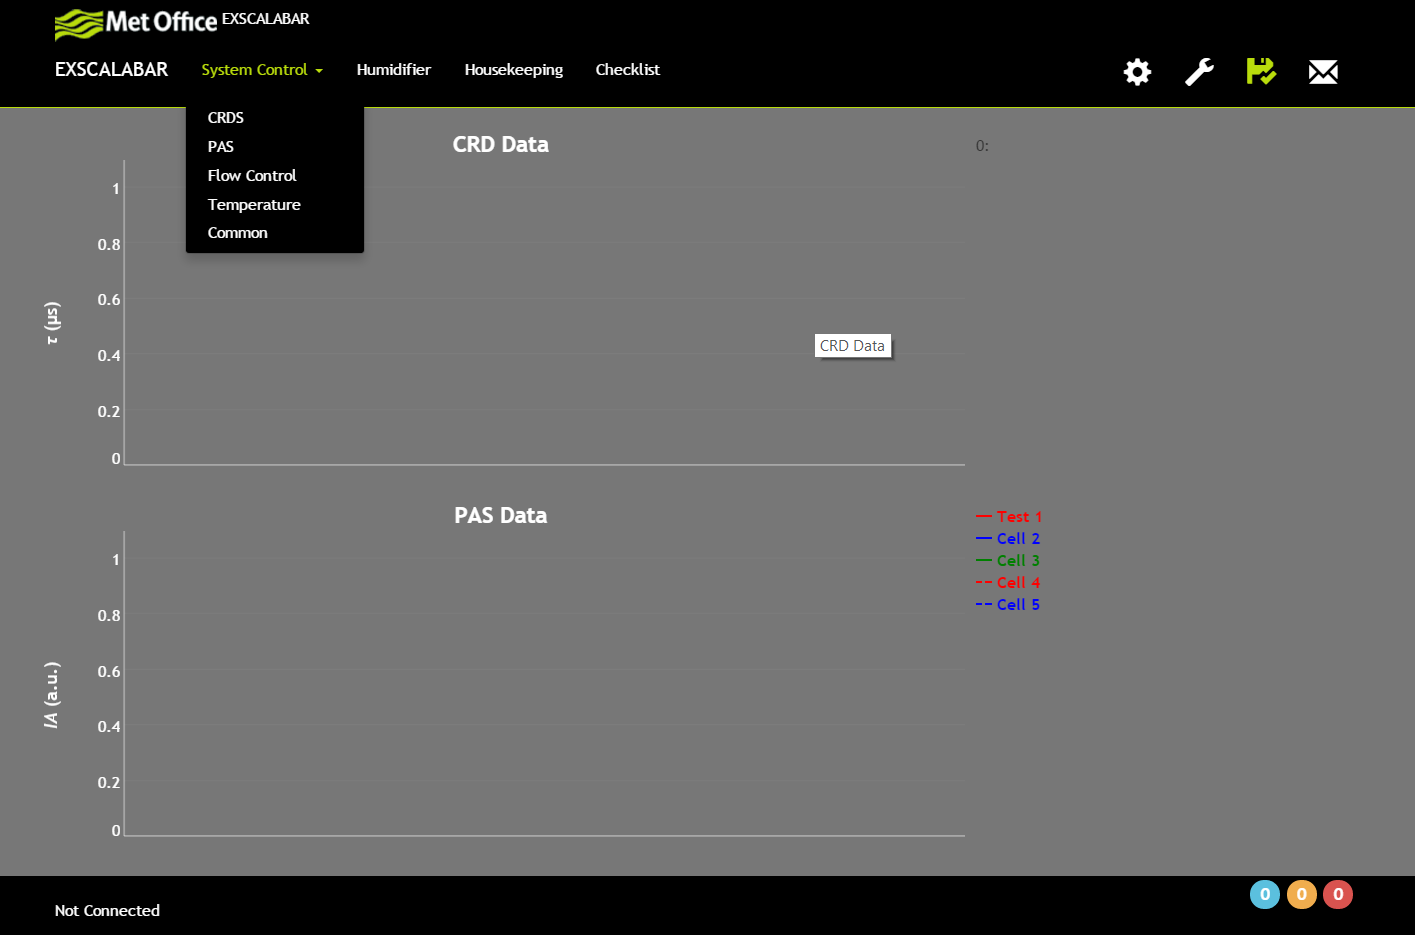 Met Office EXSCALABAR
EXSCALABAR System Control Humidifier Housekeeping Checklist
CRDS
PAS
Flow Control
Temperature
Common
CRD Data
0:
1
0.8
0.6
0.4
0.2
0
τ (μs)
CRD Data
PAS Data
1
0.8
0.6
0.4
0.2
0
IA (a.u.)
Test 1
Cell 2
Cell 3
Cell 4
Cell 5
Not Connected
0 0 0